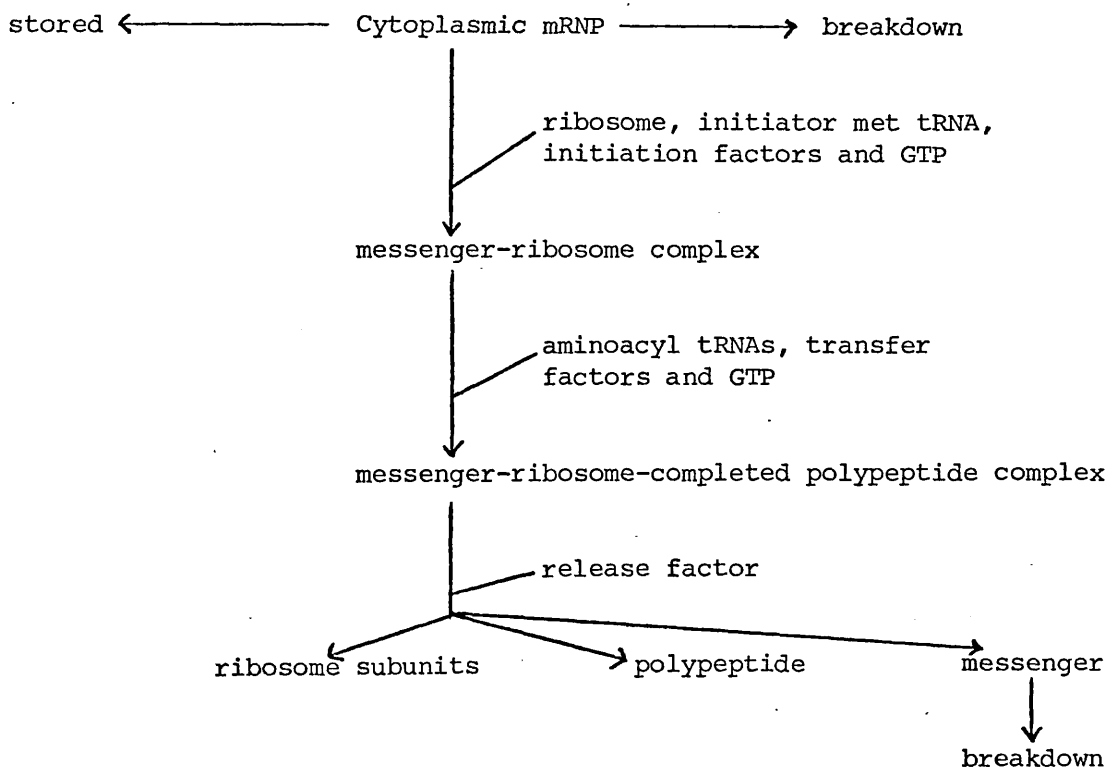 stored
Cytoplasmic mRNP
breakdown
ribosome, initiator met tRNA,
initiation factors and GTP
messenger-ribosome complex
aminoacyl tRNAs, transfer
factors and GTP
messenger-ribosome-completed polypeptide complex
release factor
ribosome subunits
polypeptide
messenger
breakdown